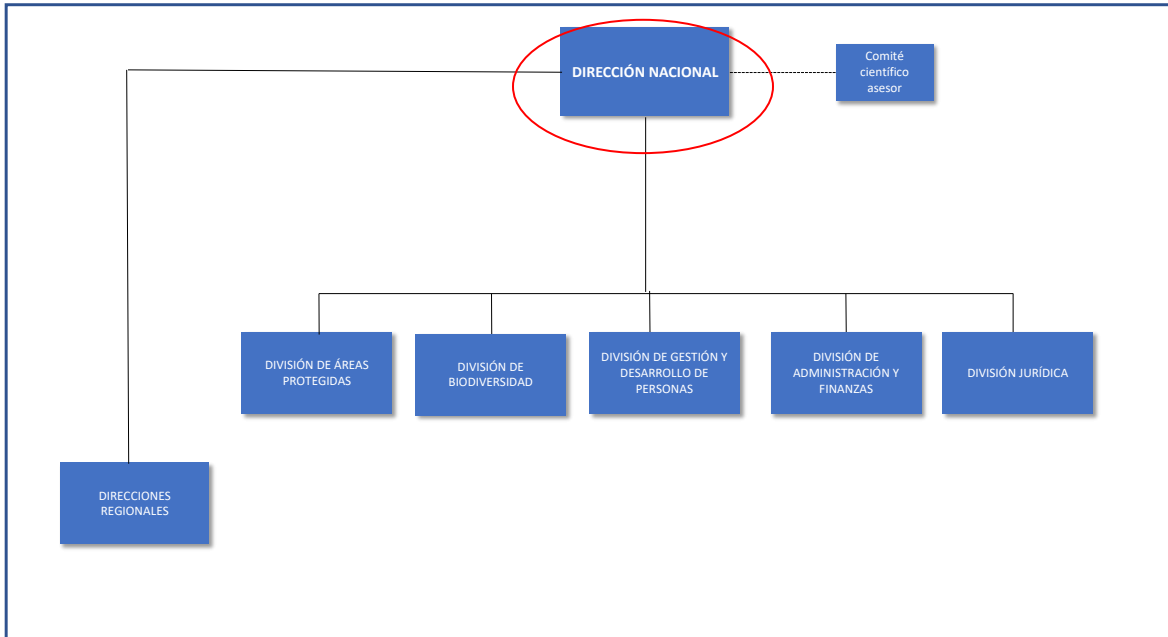 DIRECCIÓN NACIONAL
Comité
científico
asesor
DIVISIÓN DE ÁREAS
PROTEGIDAS
DIVISIÓN DE
BIODIVERSIDAD
DIVISIÓN DE GESTIÓN Y
DESARROLLO DE
PERSONAS
DIVISIÓN DE
ADMINISTRACIÓN Y
FINANZAS
DIVISIÓN JURÍDICA
DIRECCIONES
REGIONALES